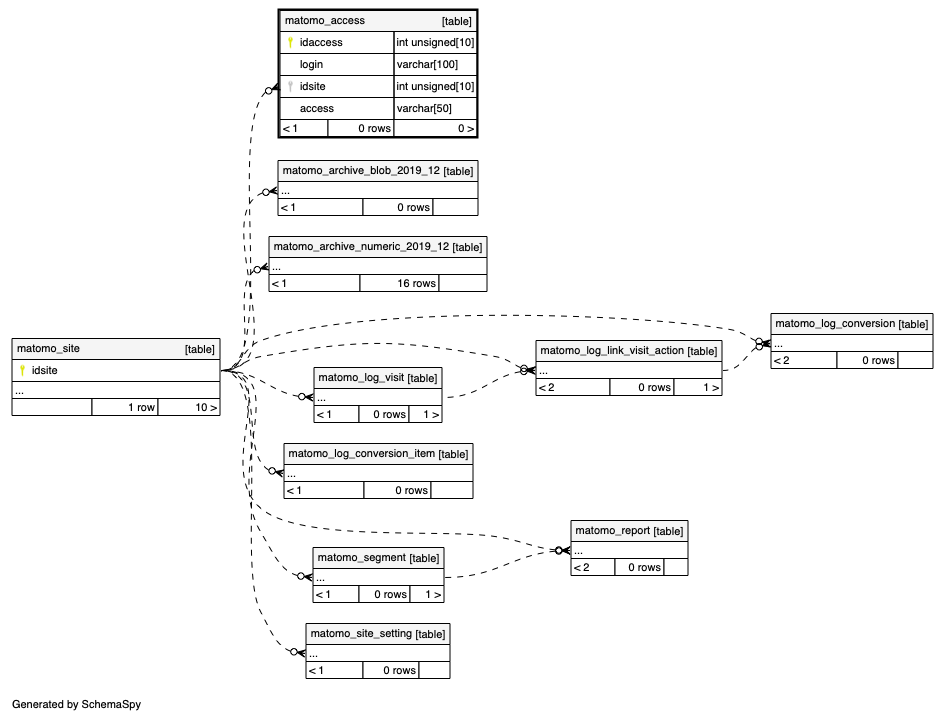 matomo_access [table]
idaccess int unsigned[10]
login varchar[100]
idsite int unsigned[10]
access varchar[50]
< 1 0 rows 0 >
matomo_archive_blob_2019_12 [table]
...
< 1 0 rows
matomo_archive_numeric_2019_12 [table]
...
< 1 16 rows
matomo_log_conversion [table]
...
< 2 0 rows
matomo_site [table]
idsite
...
1 row 10 >
matomo_log_link_visit_action [table]
...
< 2 0 rows 1 >
matomo_log_visit [table]
...
< 1 0 rows 1 >
matomo_log_conversion_item [table]
...
< 1 0 rows
matomo_report [table]
...
< 2 0 rows
matomo_segment [table]
...
< 1 0 rows 1 >
matomo_site_setting [table]
...
< 1 0 rows
Generated by SchemaSpy